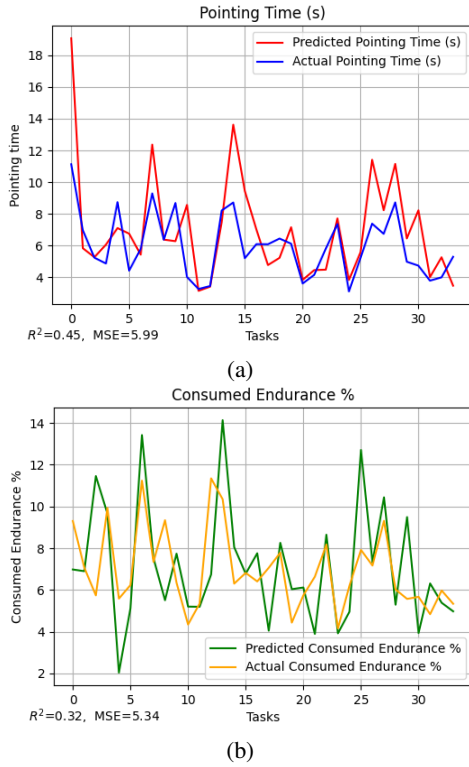 Pointing Time (s)
18
16
14
12
10
8
6
4
Pointing time
Predicted Pointing Time (s)
Actual Pointing Time (s)
0 5 10 15 20 25 30
R²=0.45, MSE=5.99
Tasks
(a)
Consumed Endurance %
14
12
10
8
6
4
2
Consumed Endurance %
Predicted Consumed Endurance %
Actual Consumed Endurance %
0 5 10 15 20 25 30
R²=0.32, MSE=5.34
Tasks
(b)